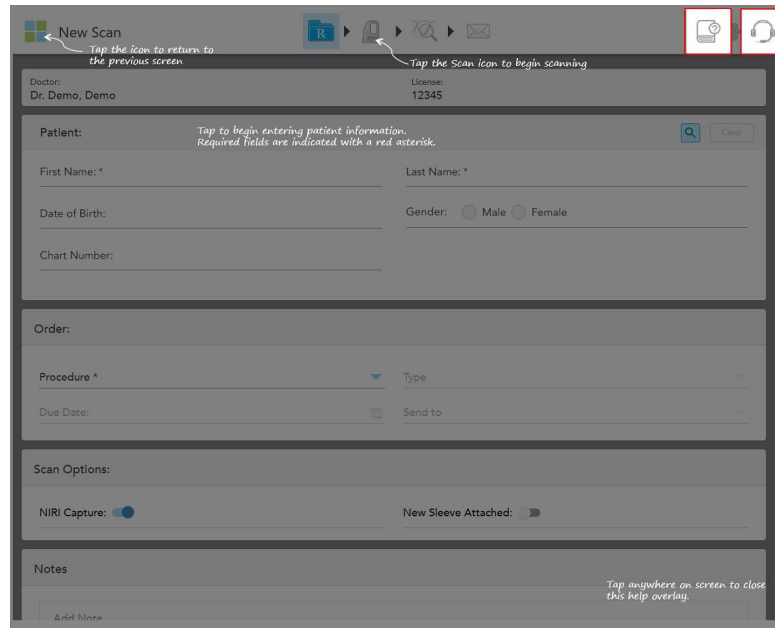 New Scan
R
Tap the icon to return to
the previous screen
Tap the Scan icon to begin scanning
Doctor:
License:
Dr. Demo, Demo
12345
Patient:
Tap to begin entering patient information.
Required fields are indicated with a red asterisk.
Clear
First Name: *
Last Name: *
Date of Birth:
Gender: Male Female
Chart Number:
Order:
Procedure *
Type
Due Date:
Send to
Scan Options:
NIRI Capture:
New Sleeve Attached:
Notes
Tap anywhere on screen to close
this help overlay.
Add Note